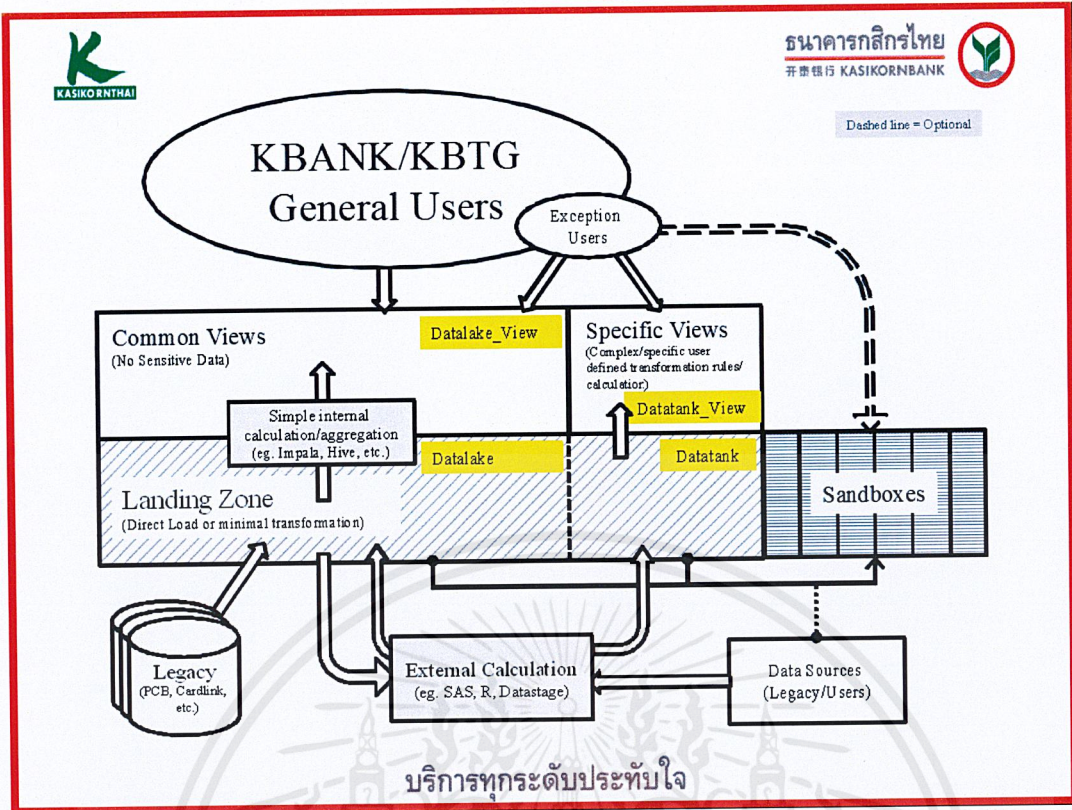 KASIKORNTHAI
ธนาคารกสิกรไทย
开泰银行 KASIKORNBANK
Dashed line = Optional
KBANK/KBTG
General Users
Exception
Users
Common Views
(No Sensitive Data)
Datalake_View
Specific Views
(Complex/specific user
defined transformation rules/
calculation)
Datatank_View
Simple internal
calculation/aggregation
(eg. Impala, Hive, etc.)
Datalake
Datatank
Landing Zone
(Direct Load or minimal transformation)
Sandboxes
Legacy
(PCB, Cardlink,
etc.)
External Calculation
(eg. SAS, R, Datastage)
Data Sources
(Legacy/Users)
บริการทุกระดับประทับใจ